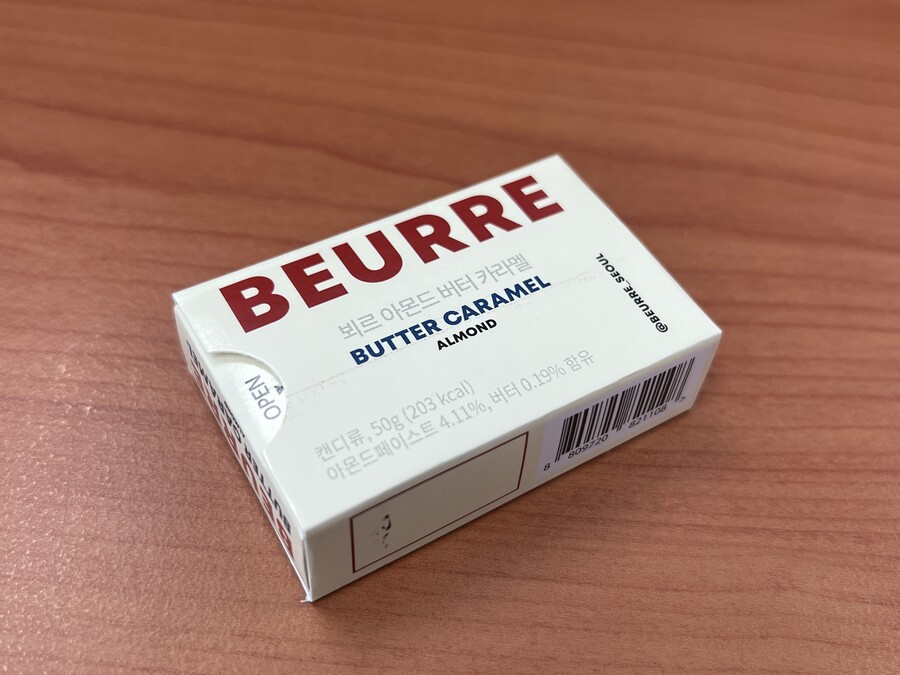 BEURRE
뵈르 아몬드 버터 카라멜
BUTTER CARAMEL
ALMOND
캔디류, 50g (203 kcal)
아몬드페이스트 4.11%, 버터 0.19% 함유
@BEURRE_SEOUL
OPEN
8 809720 821108 7